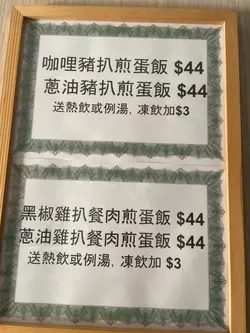 咖哩豬扒煎蛋飯 $44
蔥油豬扒煎蛋飯 $44
送熱飲或例湯, 凍飲加$3
黑椒雞扒餐肉煎蛋飯 $44
蔥油雞扒餐肉煎蛋飯 $44
送熱飲或例湯, 凍飲加 $3